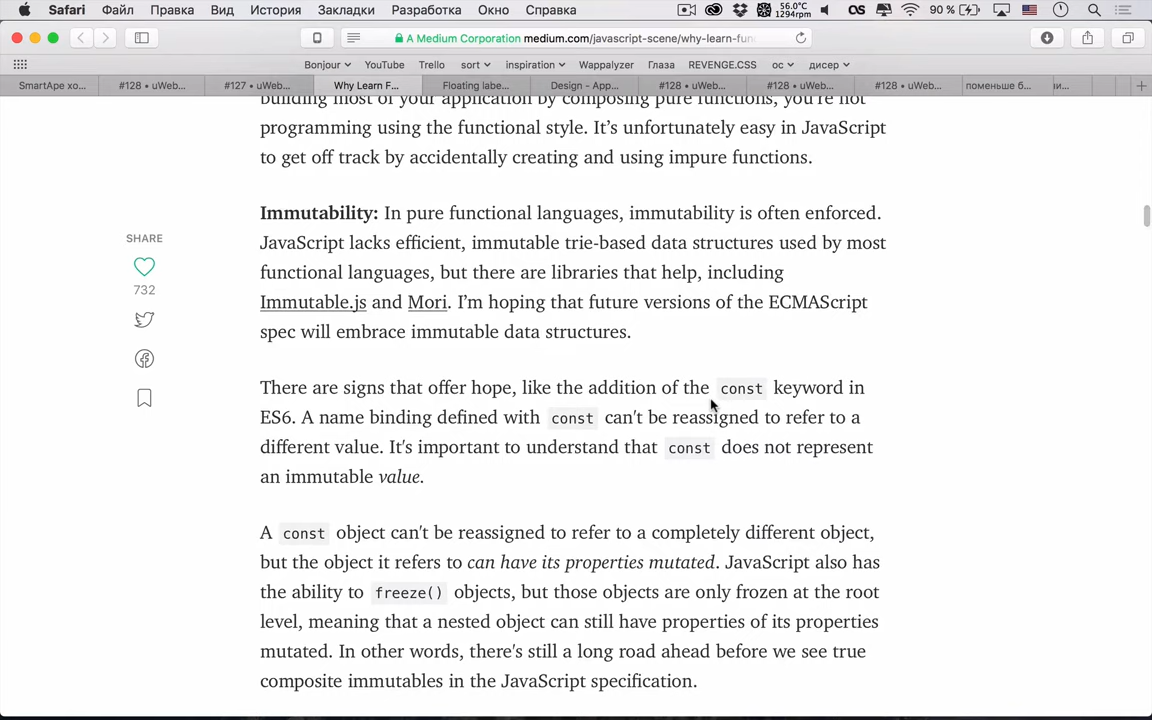 Safari Файл Правка Вид История Закладки Разработка Окно Справка 56.0°C 1294rpm 90 %
A Medium Corporation medium.com/javascript-scene/why-learn-fun
Bonjour YouTube Trello sort inspiration Wappalyzer Глаза REVENGE.CSS ос дисер
SmartApe хо... #128 • uWeb... #127 • uWeb... Why Learn F... Floating labe... Design - App... #128 • uWeb... #128 • uWeb... #128 • uWeb... поменьше б... и...
building most of your application by composing pure functions, you're not
programming using the functional style. It's unfortunately easy in JavaScript
to get off track by accidentally creating and using impure functions.
Immutability: In pure functional languages, immutability is often enforced.
JavaScript lacks efficient, immutable trie-based data structures used by most
functional languages, but there are libraries that help, including
Immutable.js and Mori. I'm hoping that future versions of the ECMAScript
spec will embrace immutable data structures.
SHARE
732
There are signs that offer hope, like the addition of the const keyword in
ES6. A name binding defined with const can't be reassigned to refer to a
different value. It's important to understand that const does not represent
an immutable value.
A const object can't be reassigned to refer to a completely different object,
but the object it refers to can have its properties mutated. JavaScript also has
the ability to freeze() objects, but those objects are only frozen at the root
level, meaning that a nested object can still have properties of its properties
mutated. In other words, there's still a long road ahead before we see true
composite immutables in the JavaScript specification.